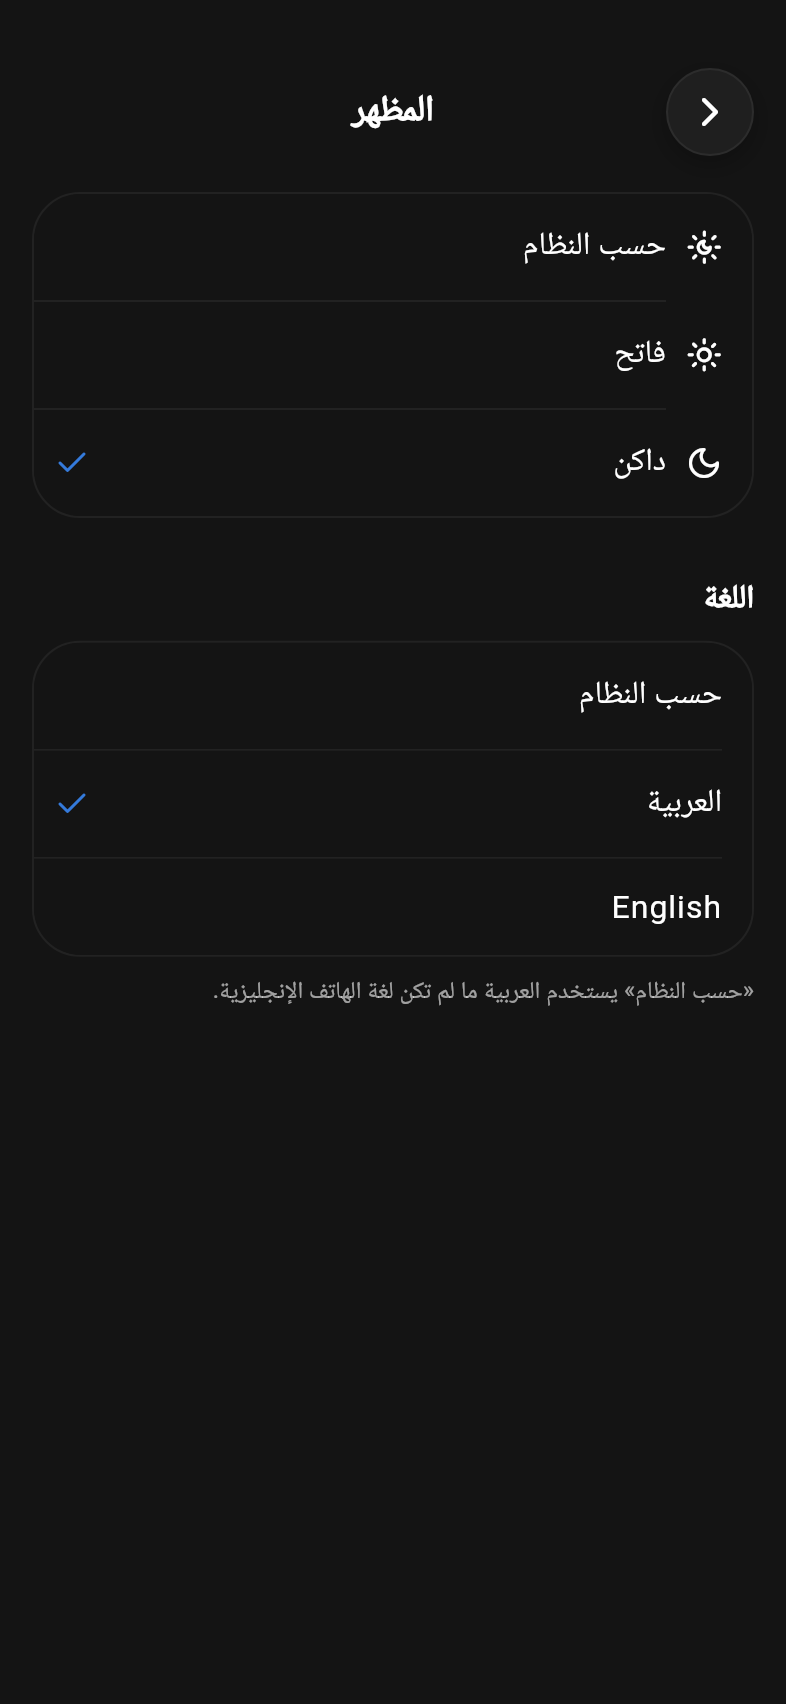 المظهر
حسب النظام
فاتح
داكن
اللغة
حسب النظام
العربية
English
«حسب النظام» يستخدم العربية ما لم تكن لغة الهاتف الإنجليزية.